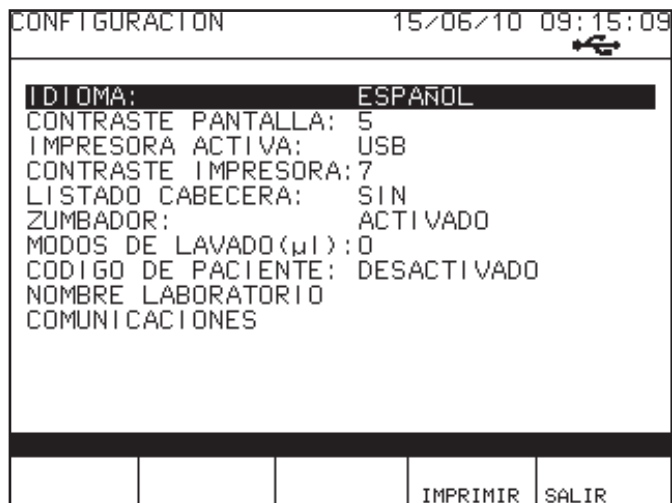 CONFIGURACION 15/06/10 09:15:09
IDIOMA: ESPAÑOL
CONTRASTE PANTALLA: 5
IMPRESORA ACTIVA: USB
CONTRASTE IMPRESORA: 7
LISTADO CABECERA: SIN
ZUMBADOR: ACTIVADO
MODOS DE LAVADO(µl): 0
CODIGO DE PACIENTE: DESACTIVADO
NOMBRE LABORATORIO
COMUNICACIONES
IMPRIMIR SALIR